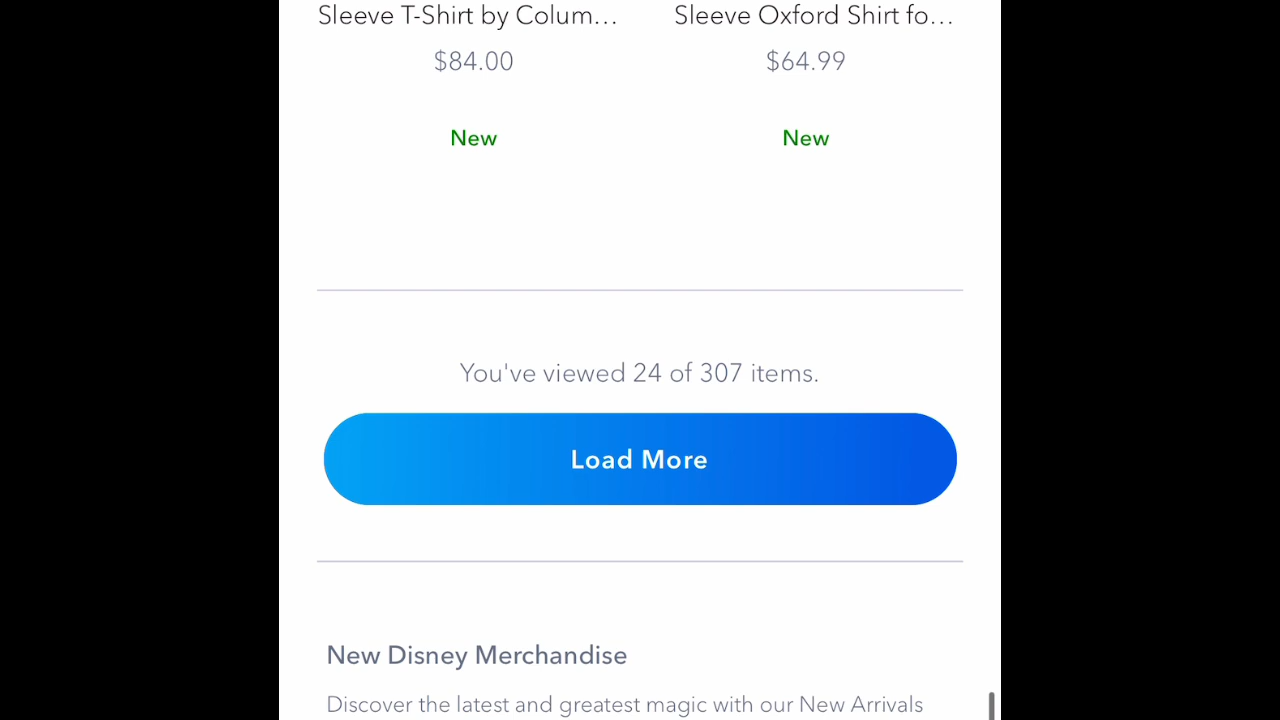 Sleeve T-Shirt by Colum...
Sleeve Oxford Shirt fo...
$84.00
$64.99
New
New
You've viewed 24 of 307 items.
Load More
New Disney Merchandise
Discover the latest and greatest magic with our New Arrivals